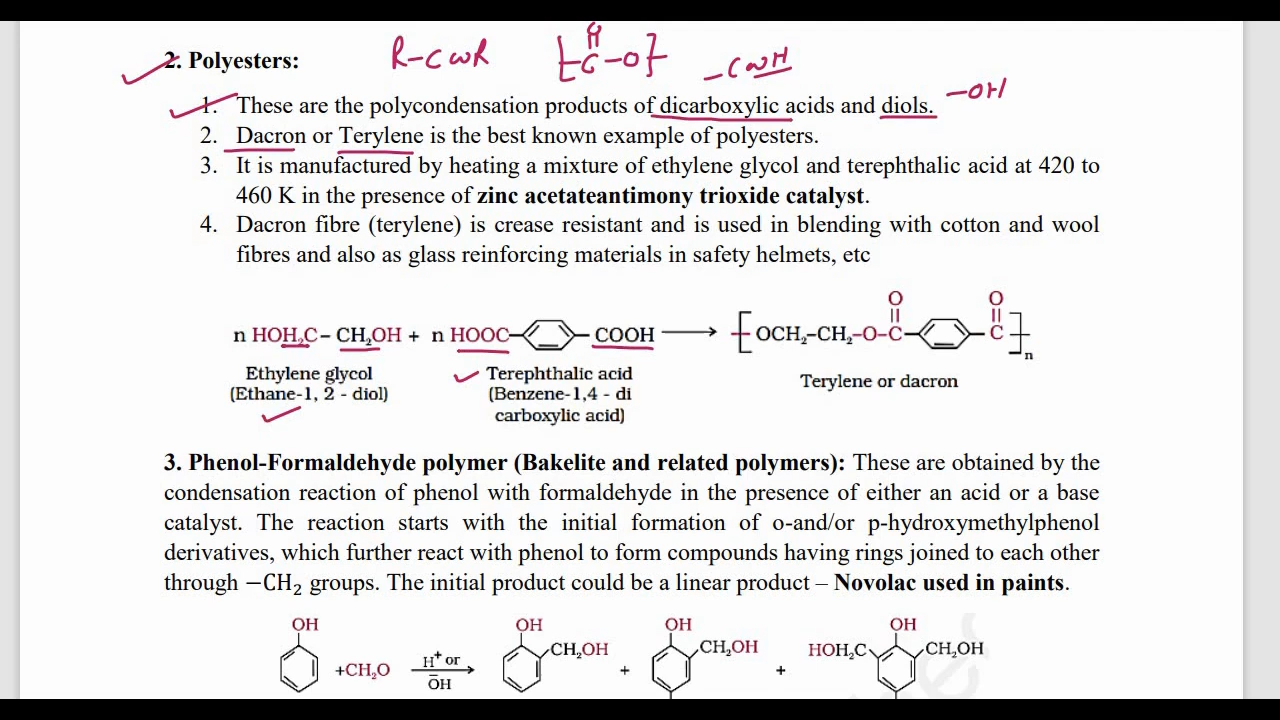 2. Polyesters: R-COOR [-C-O-] -COOH
O
||
1. These are the polycondensation products of dicarboxylic acids and diols. -OH
2. Dacron or Terylene is the best known example of polyesters.
3. It is manufactured by heating a mixture of ethylene glycol and terephthalic acid at 420 to
460 K in the presence of zinc acetateantimony trioxide catalyst.
4. Dacron fibre (terylene) is crease resistant and is used in blending with cotton and wool
fibres and also as glass reinforcing materials in safety helmets, etc
O O
n HOH₂C– CH₂OH + n HOOC COOH → [OCH₂–CH₂–O–C C]n
Ethylene glycol
(Ethane-1, 2 - diol)
Terephthalic acid
(Benzene-1,4 - di
carboxylic acid)
Terylene or dacron
3. Phenol-Formaldehyde polymer (Bakelite and related polymers): These are obtained by the
condensation reaction of phenol with formaldehyde in the presence of either an acid or a base
catalyst. The reaction starts with the initial formation of o-and/or p-hydroxymethylphenol
derivatives, which further react with phenol to form compounds having rings joined to each other
through −CH₂ groups. The initial product could be a linear product – Novolac used in paints.
OH OH OH OH
+CH₂O H⁺ or CH₂OH + CH₂OH + HOH₂C CH₂OH
ŌH